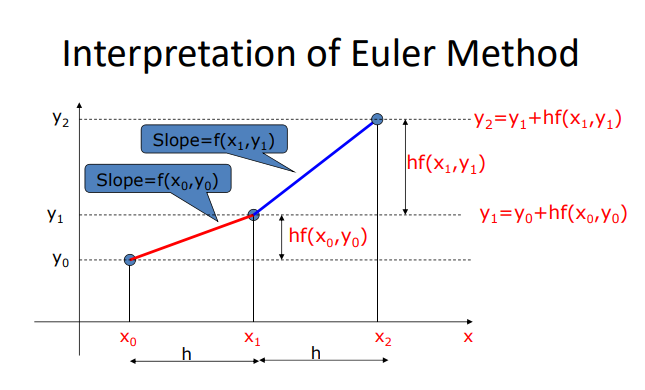 Interpretation of Euler Method
y₂
y₂=y₁+hf(x₁,y₁)
Slope=f(x₁,y₁)
hf(x₁,y₁)
Slope=f(x₀,y₀)
y₁
y₁=y₀+hf(x₀,y₀)
hf(x₀,y₀)
y₀
x₀
x₁
x₂
x
h
h